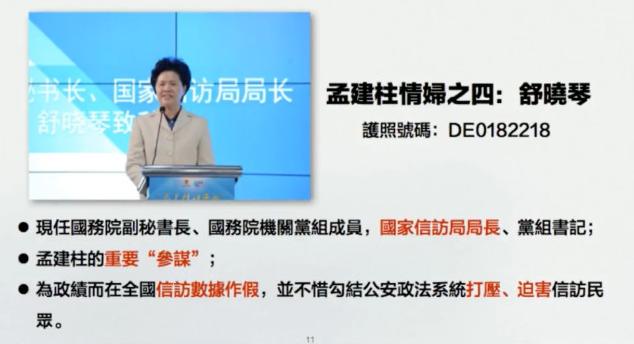 书长、国家信访局局长
舒晓琴致
孟建柱情婦之四：舒曉琴
護照號碼：DE0182218
● 現任國務院副秘書長、國務院機關黨組成員，國家信訪局局長、黨組書記；
● 孟建柱的重要“參謀”；
● 為政績而在全國信訪數據作假，並不惜勾結公安政法系統打壓、迫害信訪民
眾。
11